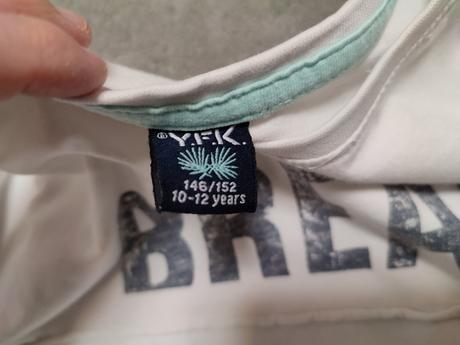 ® Y.F.K.
146/152
10-12 years
BREA